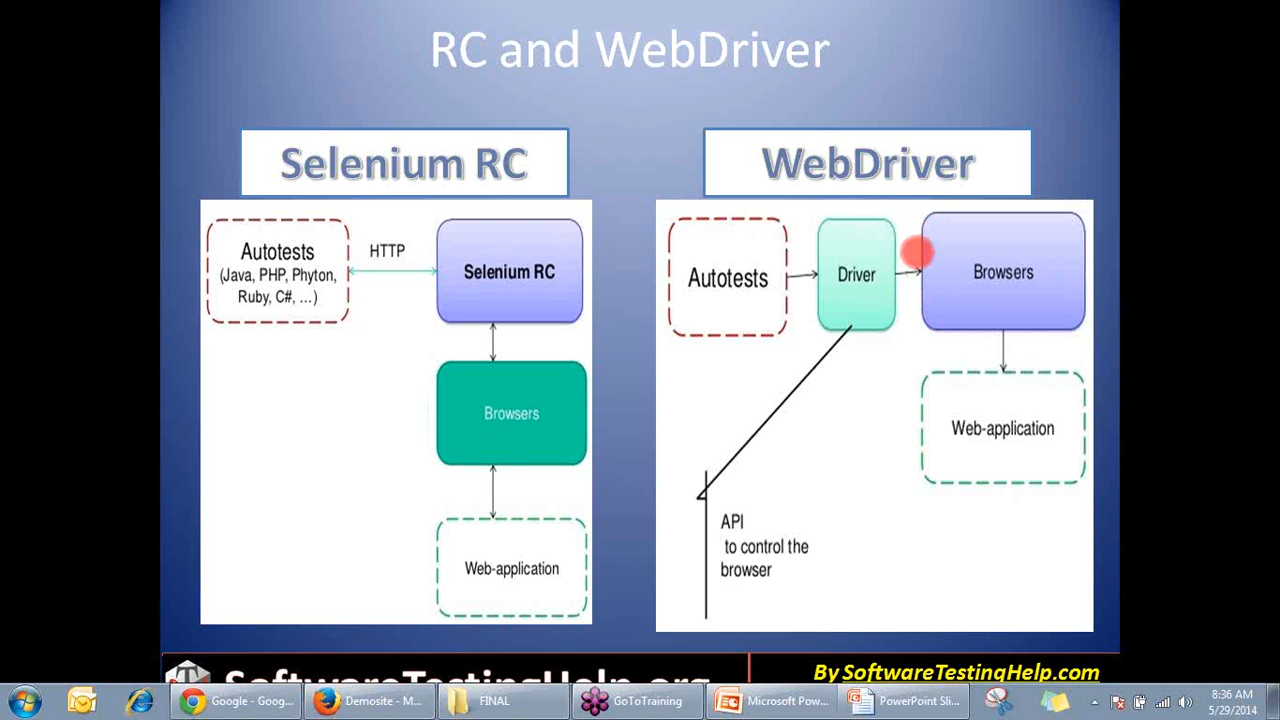 RC and WebDriver
Selenium RC
WebDriver
Autotests
(Java, PHP, Phyton,
Ruby, C#, ...)
HTTP
Selenium RC
Browsers
Web-application
Autotests
Driver
Browsers
Web-application
API
to control the
browser
SoftwareTestingHelp.org
By SoftwareTestingHelp.com
Google - Goog...
Demosite - M...
FINAL
GoToTraining
Microsoft Pow...
PowerPoint Sli...
8:36 AM
5/29/2014